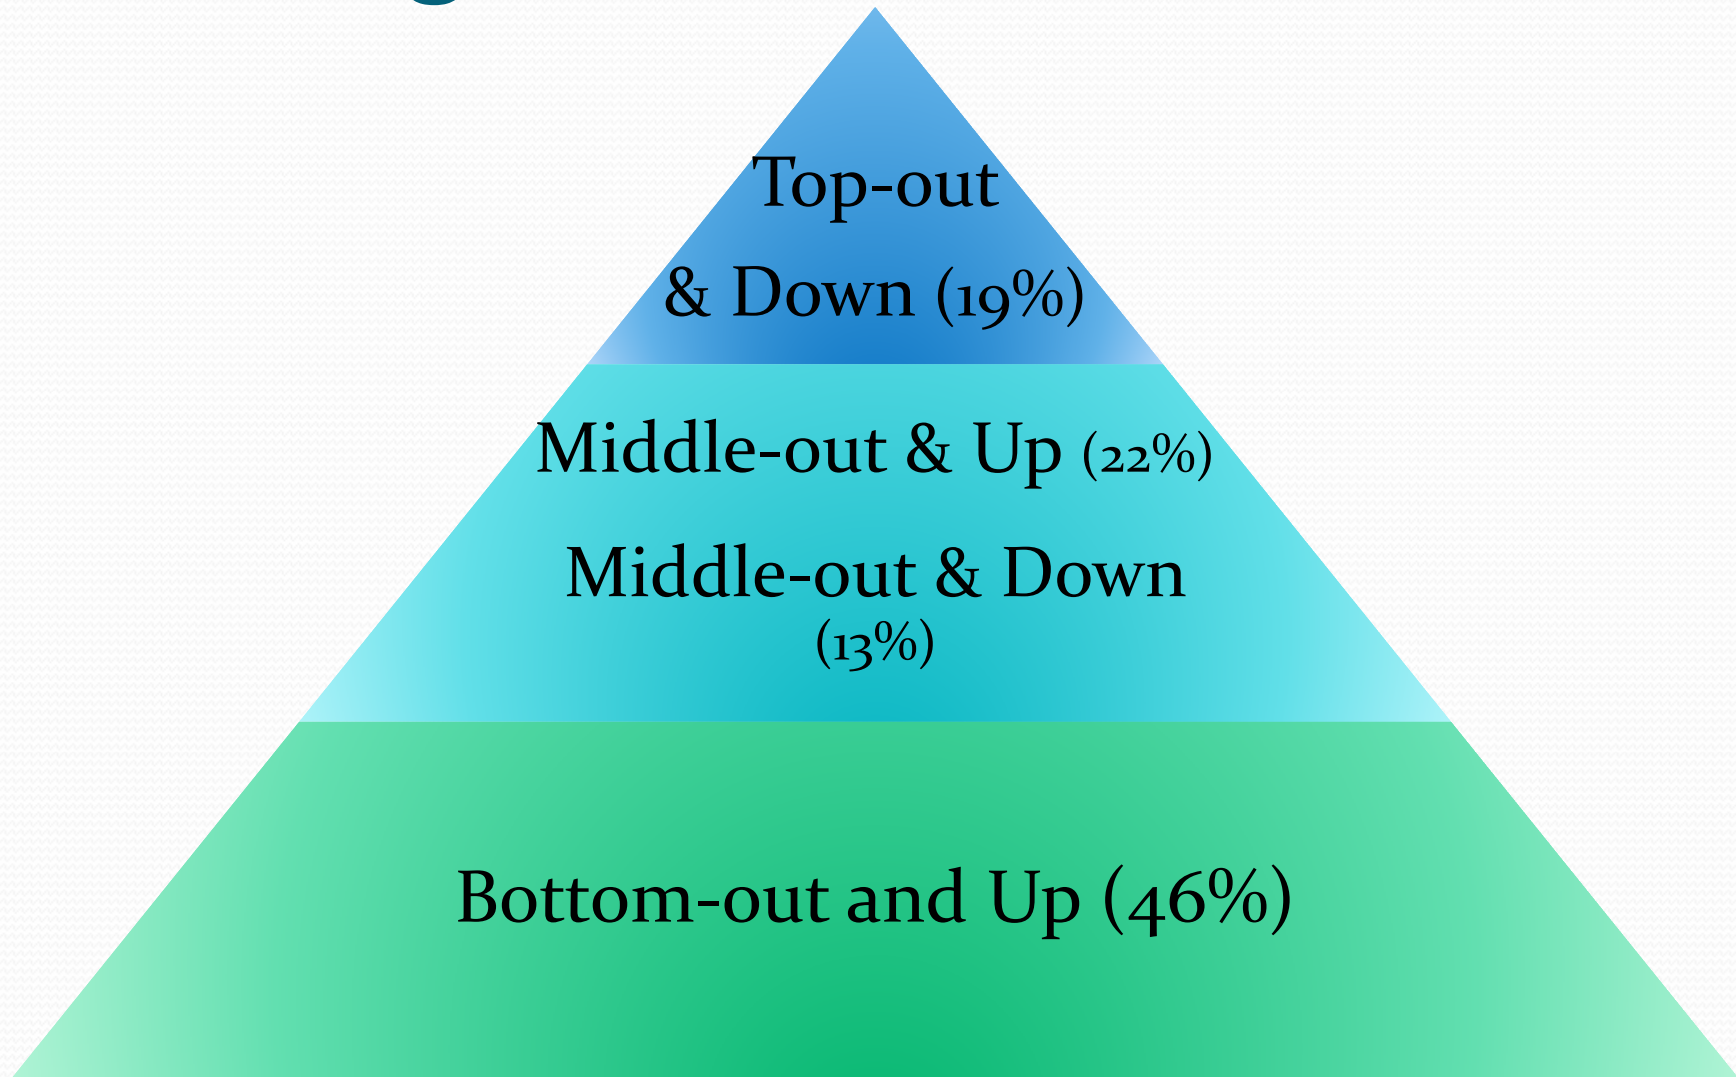 Top-out
& Down (19%)
Middle-out & Up (22%)
Middle-out & Down
(13%)
Bottom-out and Up (46%)